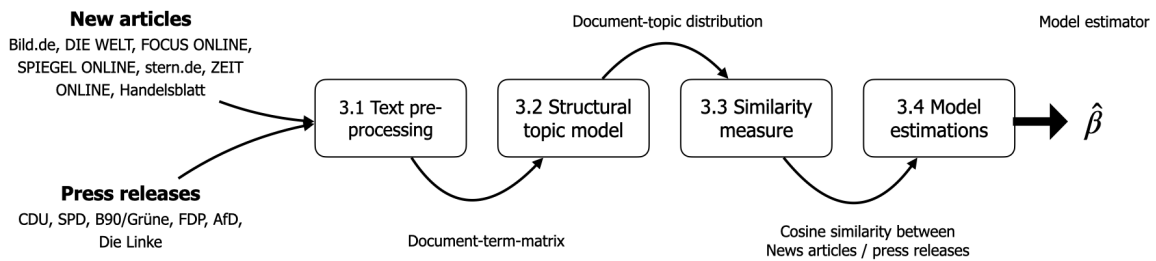 New articles
Bild.de, DIE WELT, FOCUS ONLINE,
SPIEGEL ONLINE, stern.de, ZEIT
ONLINE, Handelsblatt
Press releases
CDU, SPD, B90/Grüne, FDP, AfD,
Die Linke
3.1 Text pre-
processing
Document-term-matrix
3.2 Structural
topic model
Document-topic distribution
3.3 Similarity
measure
Cosine similarity between
News articles / press releases
3.4 Model
estimations
Model estimator
β̂